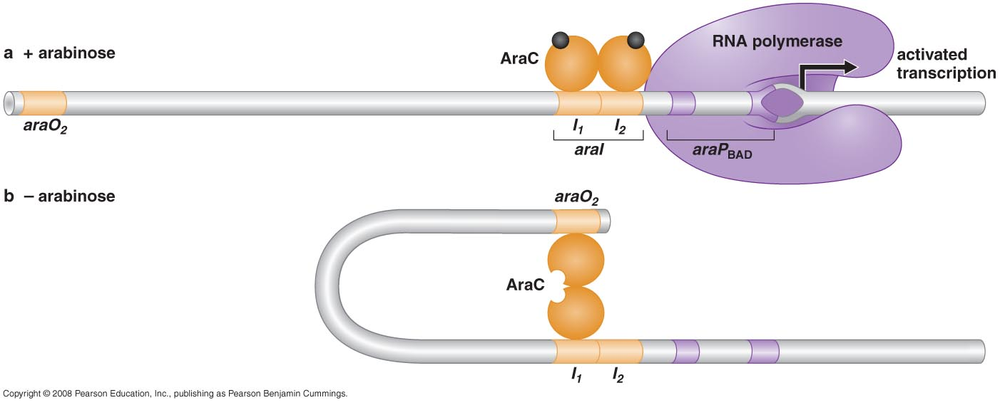 a + arabinose
AraC
RNA polymerase
activated
transcription
araO2
I1 I2
araI
araPBAD
b – arabinose
araO2
AraC
I1 I2
Copyright © 2008 Pearson Education, Inc., publishing as Pearson Benjamin Cummings.